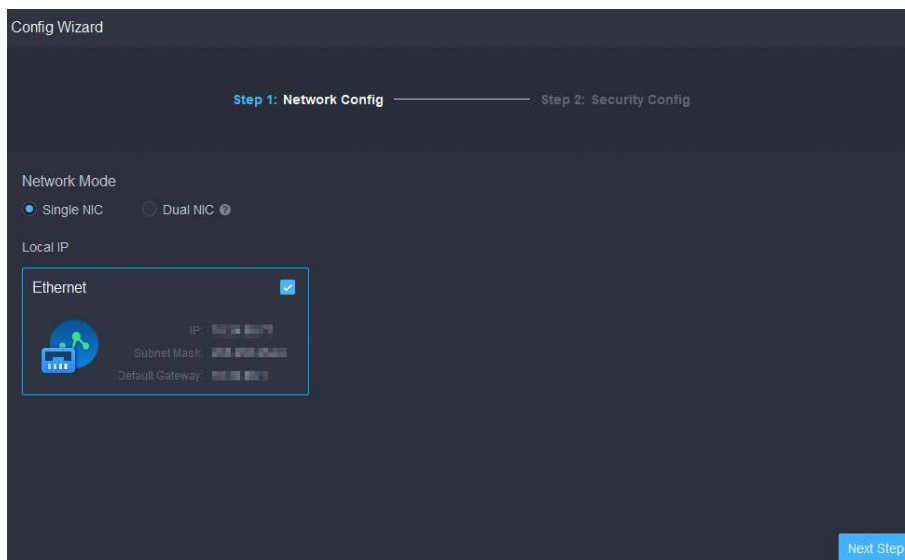 Config Wizard
Step 1: Network Config Step 2: Security Config
Network Mode
Single NIC Dual NIC ?
Local IP
Ethernet
IP:
Subnet Mask:
Default Gateway:
Next Step